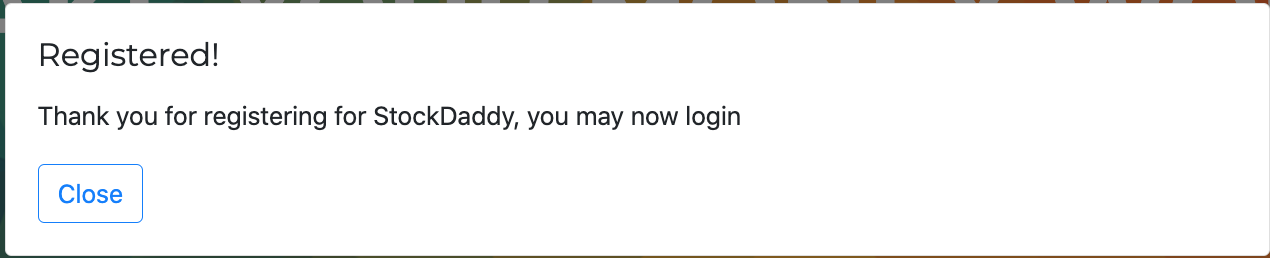 Registered!
Thank you for registering for StockDaddy, you may now login
Close